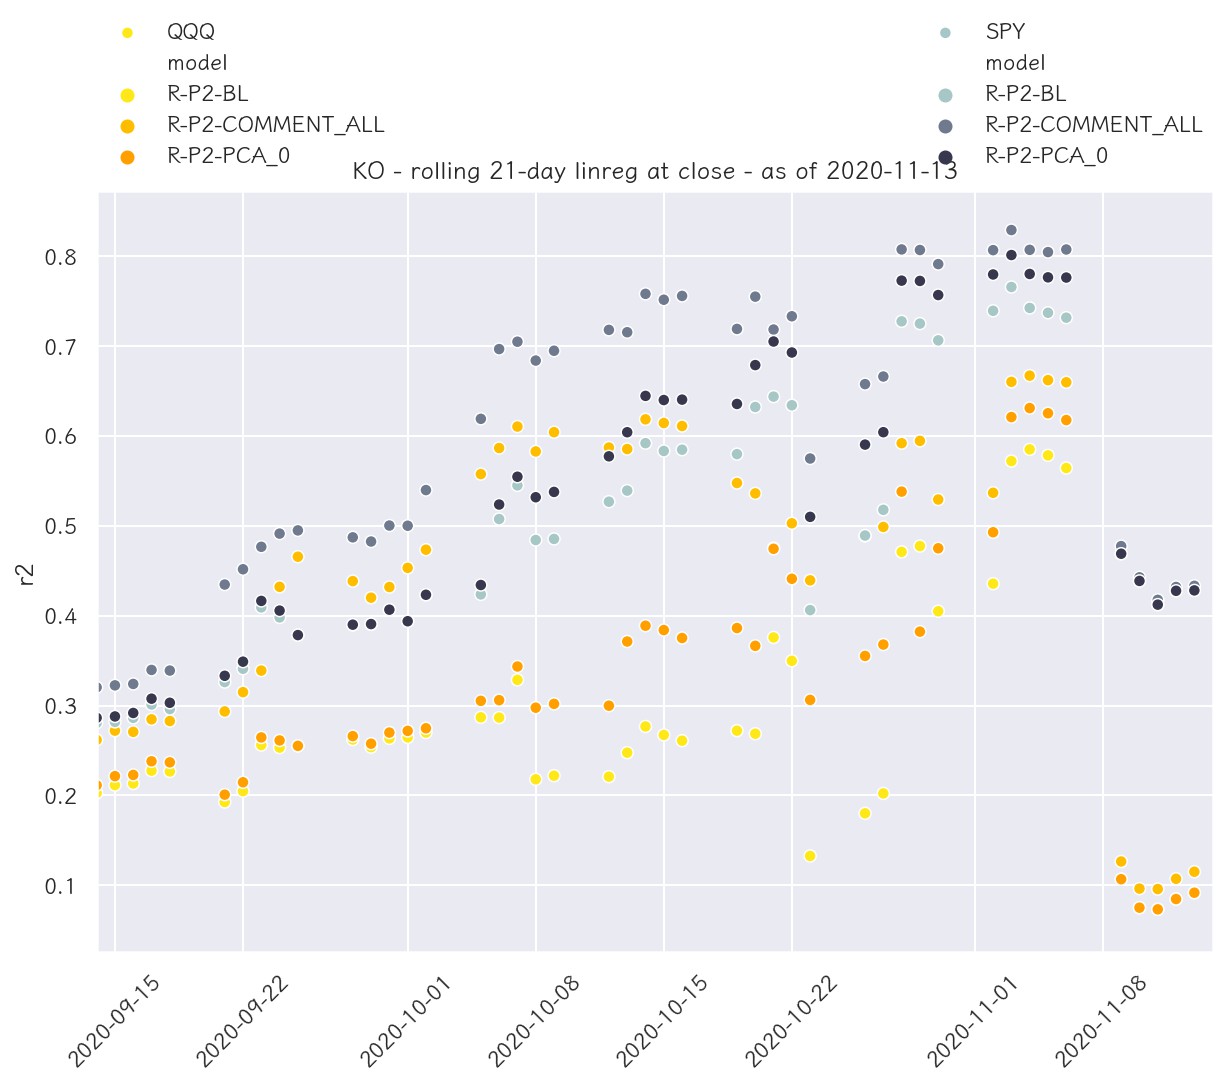 QQQ
model
R-P2-BL
R-P2-COMMENT_ALL
R-P2-PCA_0
SPY
model
R-P2-BL
R-P2-COMMENT_ALL
R-P2-PCA_0
KO - rolling 21-day linreg at close - as of 2020-11-13
r2
0.8
0.7
0.6
0.5
0.4
0.3
0.2
0.1
2020-09-15
2020-09-22
2020-10-01
2020-10-08
2020-10-15
2020-10-22
2020-11-01
2020-11-08